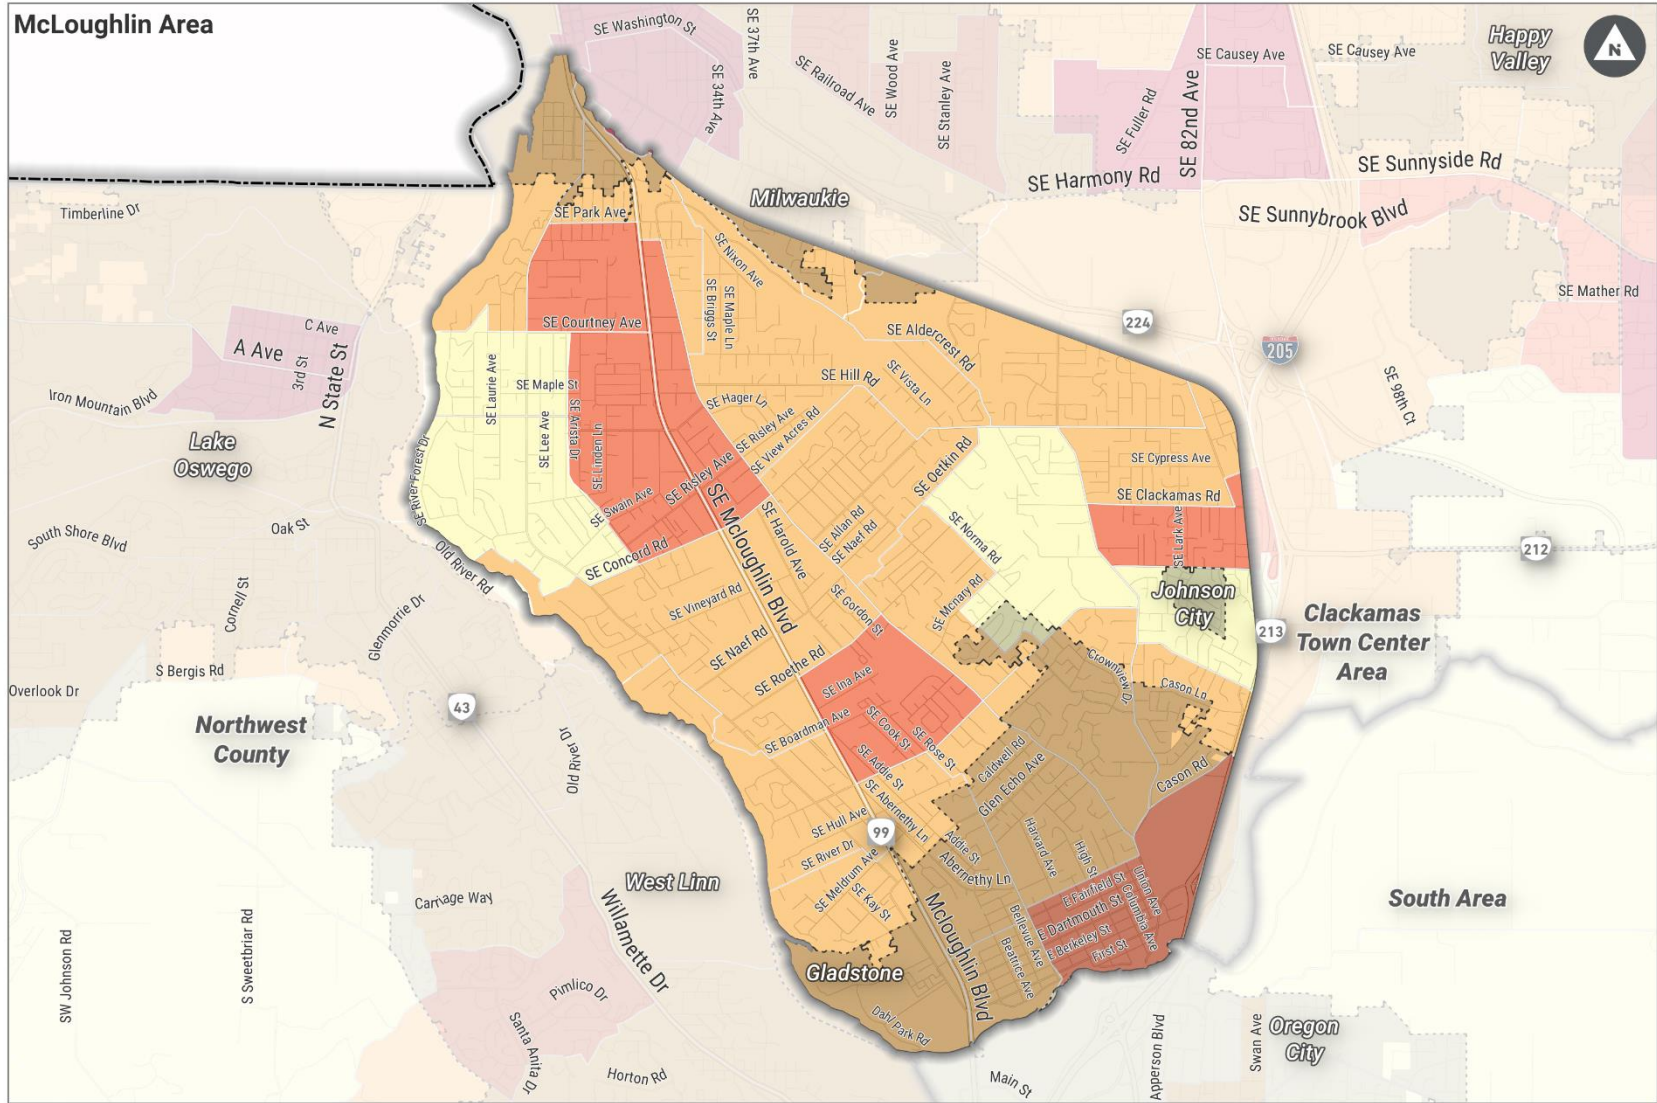 McLoughlin Area
SE Washington St
SE 37th Ave
SE 34th Ave
SE Railroad Ave
SE Wood Ave
SE Stanley Ave
SE Causey Ave
SE Causey Ave
Happy
Valley
N
SE Fuller Rd
SE 82nd Ave
SE Harmony Rd
SE Sunnyside Rd
SE Sunnybrook Blvd
Milwaukie
Timberline Dr
SE Park Ave
SE Nixon Ave
SE Briggs St
SE Maple Ln
SE Mather Rd
C Ave
A Ave
3rd St
N State St
Iron Mountain Blvd
SE Courtney Ave
SE Aldercrest Rd
224
205
SE Hill Rd
SE Vista Ln
SE 98th Ct
SE Laurie Ave
SE Maple St
SE Lee Ave
SE Arista Dr
SE Linden Ln
SE Hager Ln
SE Risley Ave
SE View Acres Rd
Lake
Oswego
SE River Forest Dr
SE Oetkin Rd
SE Cypress Ave
SE Clackamas Rd
SE Lark Ave
SE Risley Ave
SE Swain Ave
SE McLoughlin Blvd
SE Harold Ave
SE Allan Rd
SE Naef Rd
SE Norma Rd
South Shore Blvd
Oak St
Old River Rd
SE Concord Rd
212
Cornell St
Glenmorrie Dr
SE Vineyard Rd
SE Gordon St
SE Mcnary Rd
Johnson
City
213
Clackamas
Town Center
Area
S Bergis Rd
Overlook Dr
SE Naef Rd
SE Roethe Rd
SE Ina Ave
Crownview Dr
Cason Ln
43
Northwest
County
Old River Dr
SE Boardman Ave
SE Cook St
SE Rose St
SE Addie St
Caldwell Rd
Glen Echo Ave
Cason Rd
SE Hull Ave
SE Abernethy Ln
99
SE River Dr
SE Meldrum Ave
SE Kay St
Addie St
Abernethy Ln
Harvard Ave
High St
Union Ave
Columbia Ave
E Fairfield St
E Dartmouth St
E Berkeley St
First St
Bellevue Ave
Beatrice Ave
West Linn
Carriage Way
Willamette Dr
South Area
Mcloughlin Blvd
Gladstone
SW Johnson Rd
S Sweetbriar Rd
Pimlico Dr
Santa Anita Dr
Horton Rd
Dahl Park Rd
Main St
Apperson Blvd
Swan Ave
Oregon
City